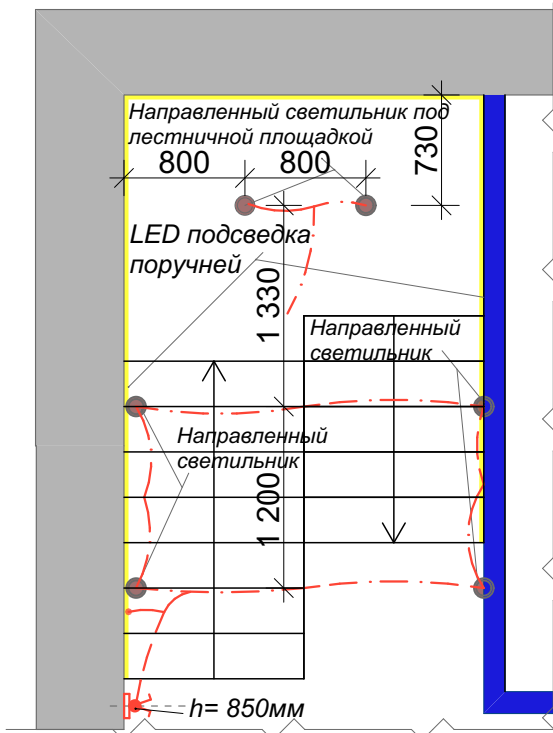 Направленный светильник под
лестничной площадкой
800
800
730
LED подсведка
поручней
1 330
Направленный
светильник
Направленный
светильник
1 200
h= 850мм